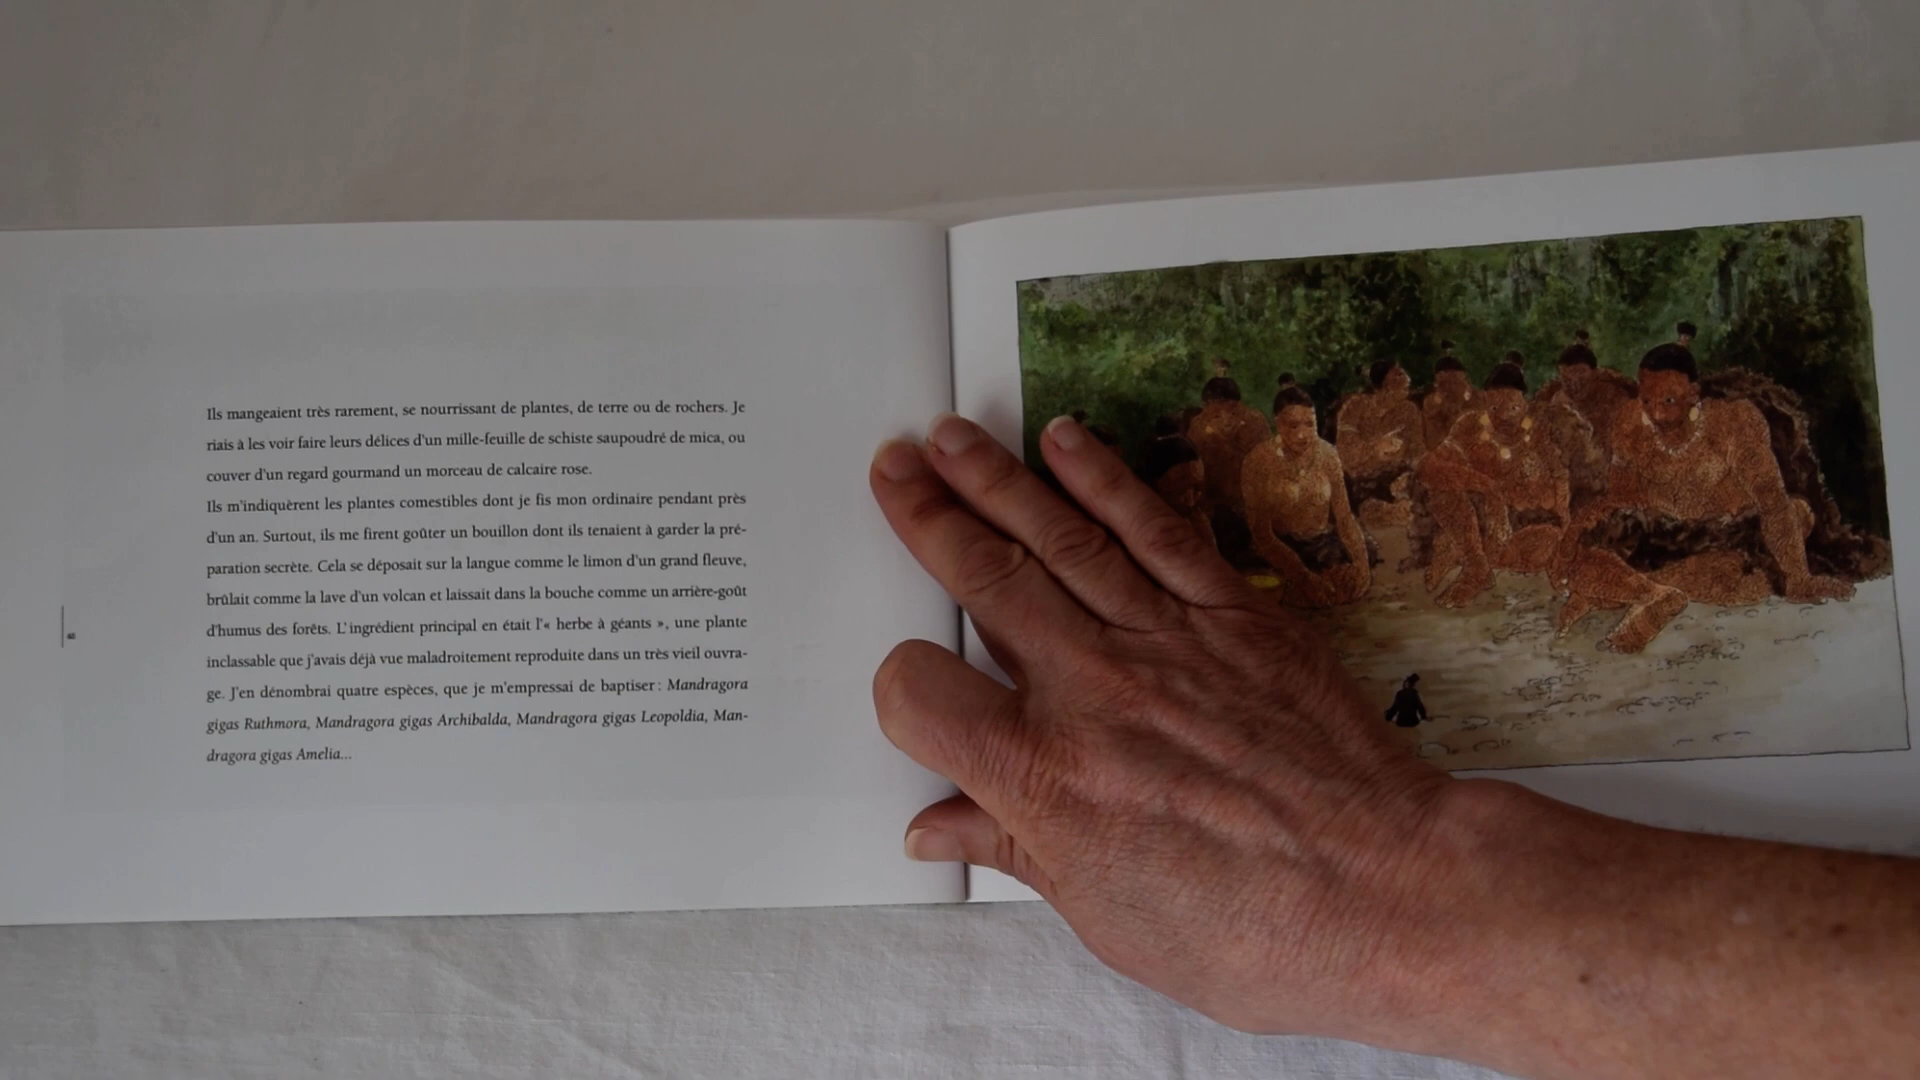 Ils mangeaient très rarement, se nourrissant de plantes, de terre ou de rochers. Je
riais à les voir faire leurs délices d'un mille-feuille de schiste saupoudré de mica, ou
couver d'un regard gourmand un morceau de calcaire rose.
Ils m'indiquèrent les plantes comestibles dont je fis mon ordinaire pendant près
d'un an. Surtout, ils me firent goûter un bouillon dont ils tenaient à garder la pré-
paration secrète. Cela se déposait sur la langue comme le limon d'un grand fleuve,
brûlait comme la lave d'un volcan et laissait dans la bouche comme un arrière-goût
d'humus des forêts. L'ingrédient principal en était l'« herbe à géants », une plante
inclassable que j'avais déjà vue maladroitement reproduite dans un très vieil ouvra-
ge. J'en dénombrai quatre espèces, que je m'empressai de baptiser : Mandragora
gigas Ruthmora, Mandragora gigas Archibalda, Mandragora gigas Leopoldia, Man-
dragora gigas Amelia...